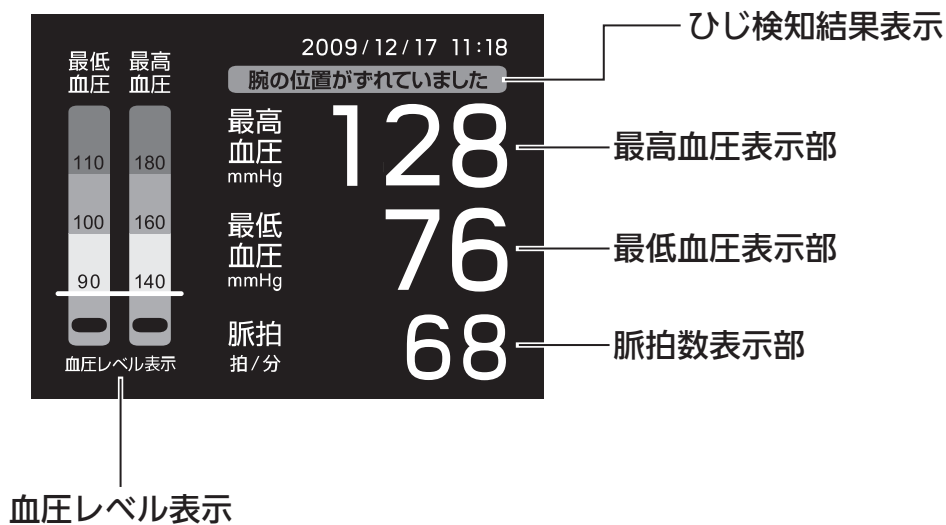 ひじ検知結果表示
2009/12/17 11:18
腕の位置がずれていました
最低血圧
最高血圧
110 180
100 160
90 140
血圧レベル表示
最高血圧
mmHg
128
最高血圧表示部
最低血圧
mmHg
76
最低血圧表示部
脈拍
拍/分
68
脈拍数表示部
血圧レベル表示